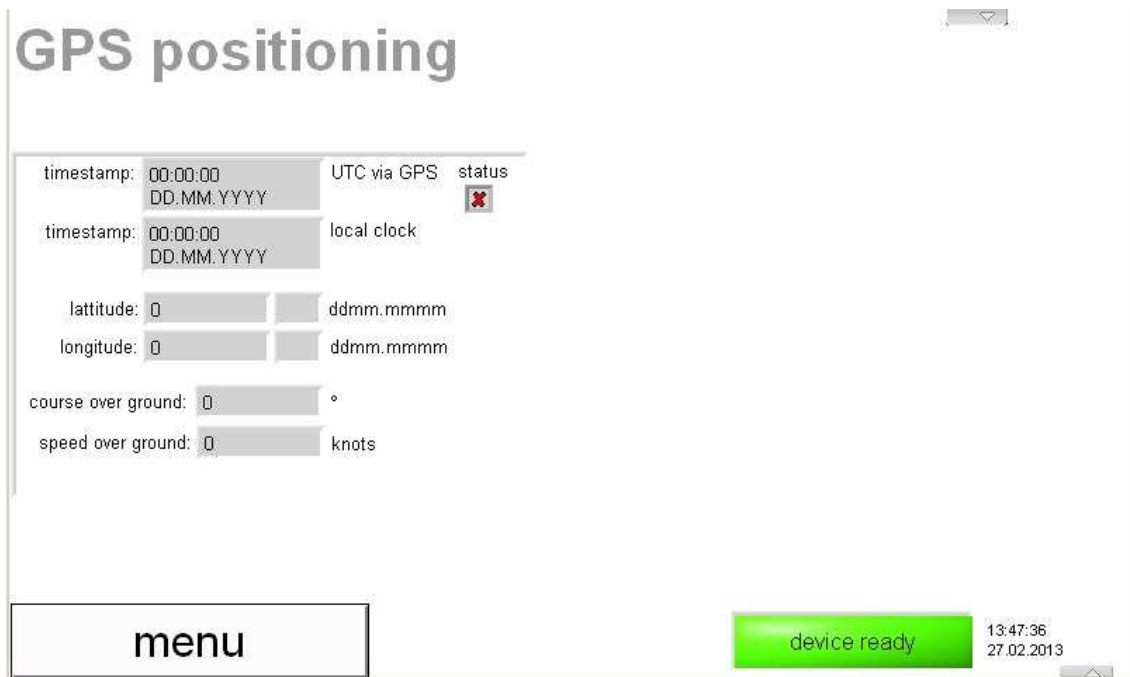 GPS positioning
timestamp: 00:00:00 UTC via GPS status
DD.MM.YYYY
timestamp: 00:00:00 local clock
DD.MM.YYYY
lattitude: 0 ddmm.mmmm
longitude: 0 ddmm.mmmm
course over ground: 0 °
speed over ground: 0 knots
menu
device ready
13:47:36
27.02.2013